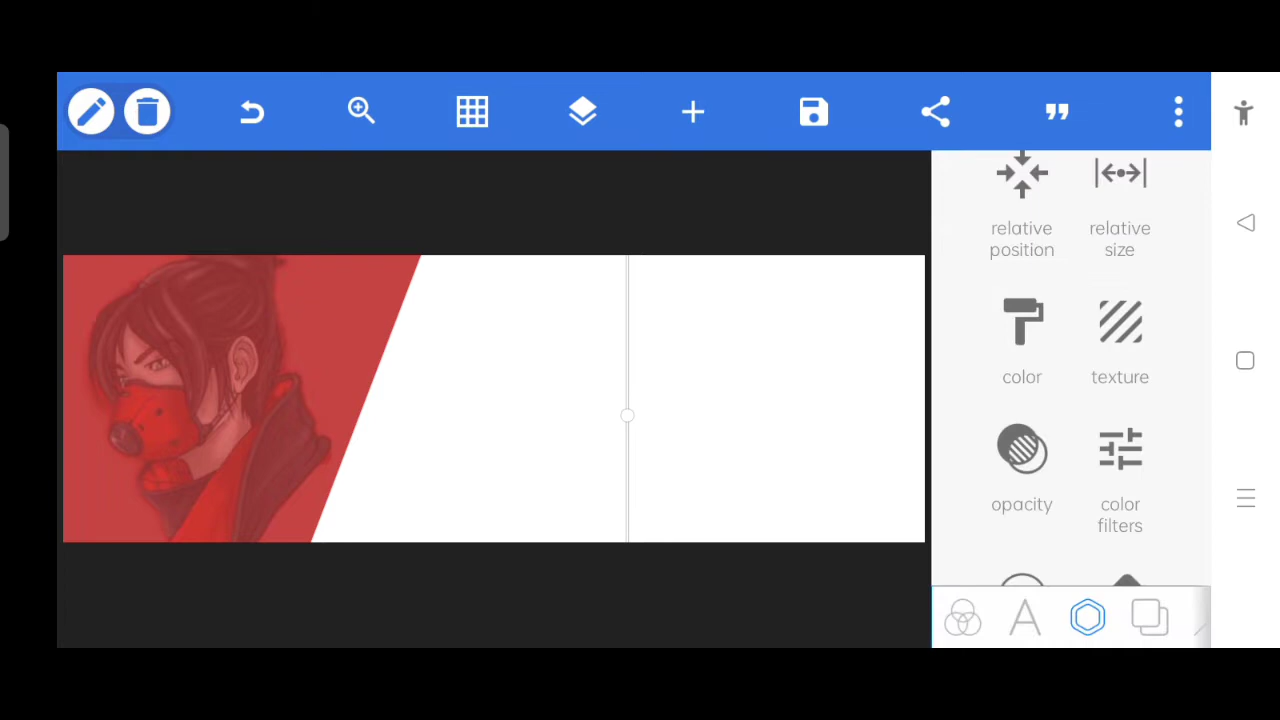 relative relative
position size
color texture
opacity color
filters